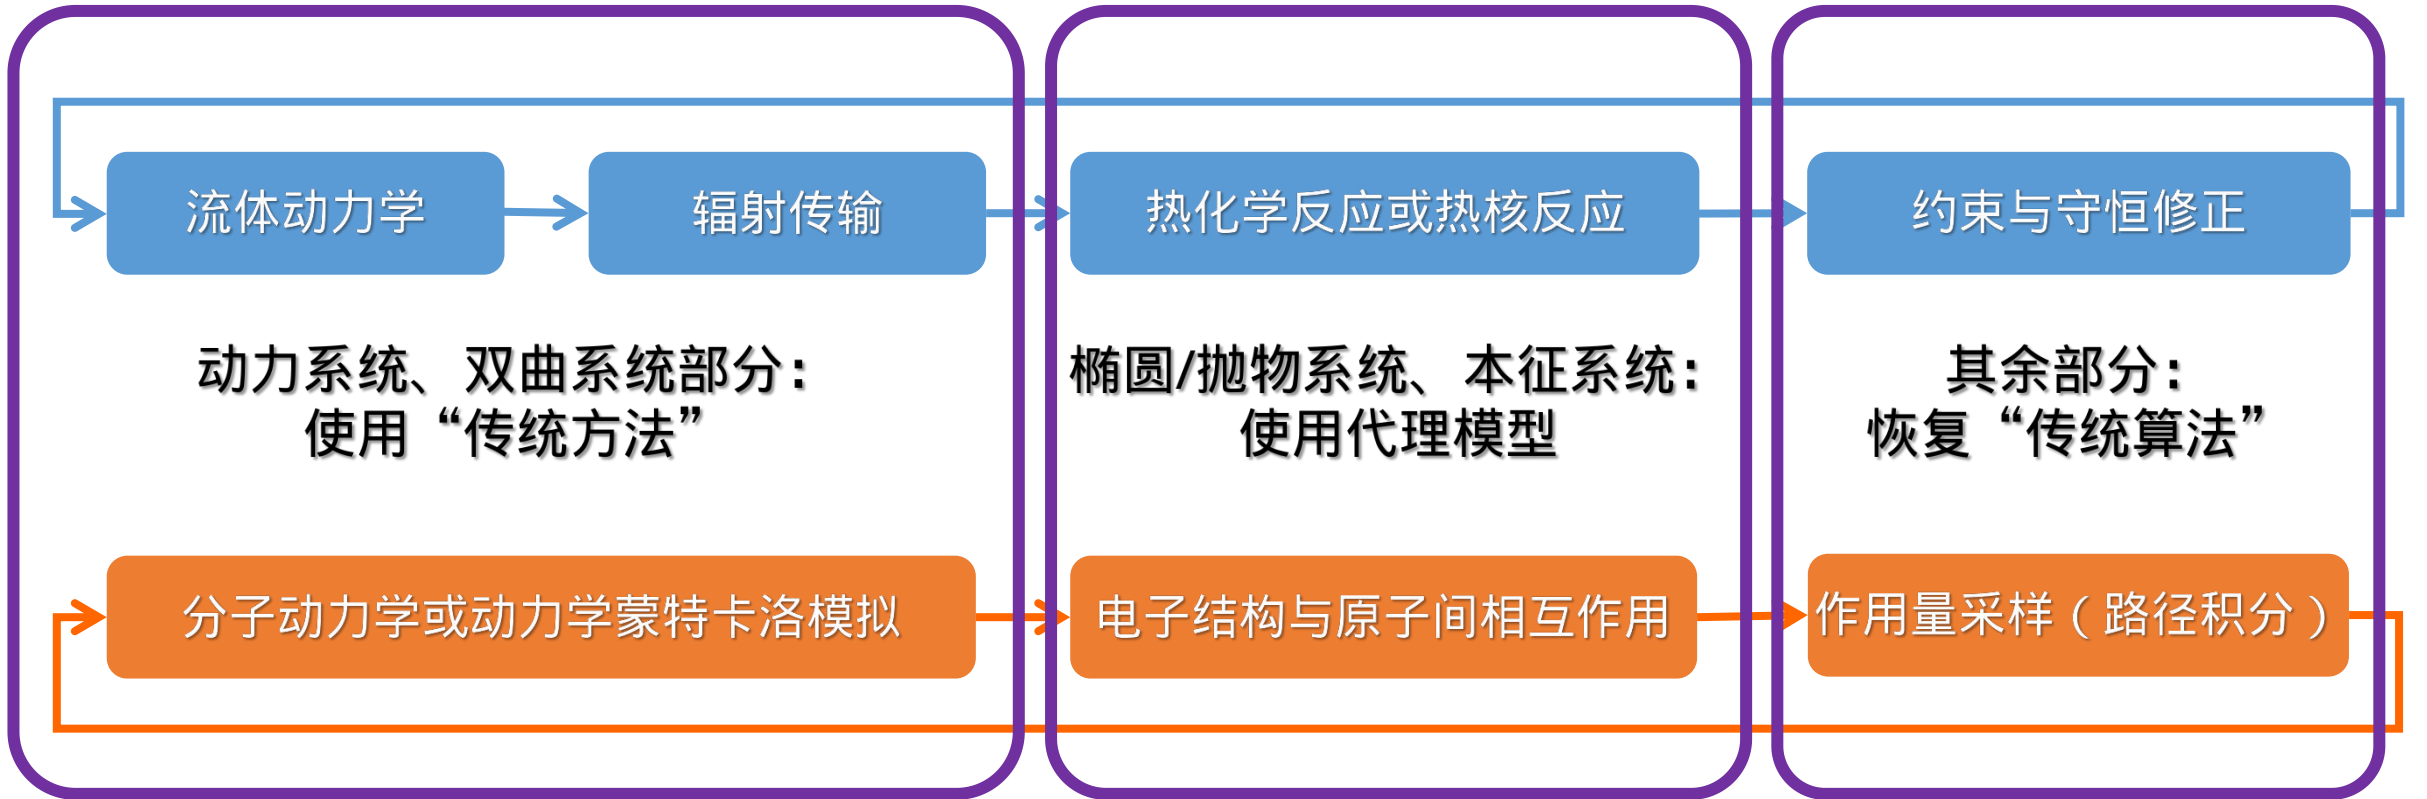 流体动力学
辐射传输
热化学反应或热核反应
约束与守恒修正
动力系统、双曲系统部分：
使用“传统方法”
椭圆/抛物系统、本征系统：
使用代理模型
其余部分：
恢复“传统算法”
分子动力学或动力学蒙特卡洛模拟
电子结构与原子间相互作用
作用量采样（路径积分）